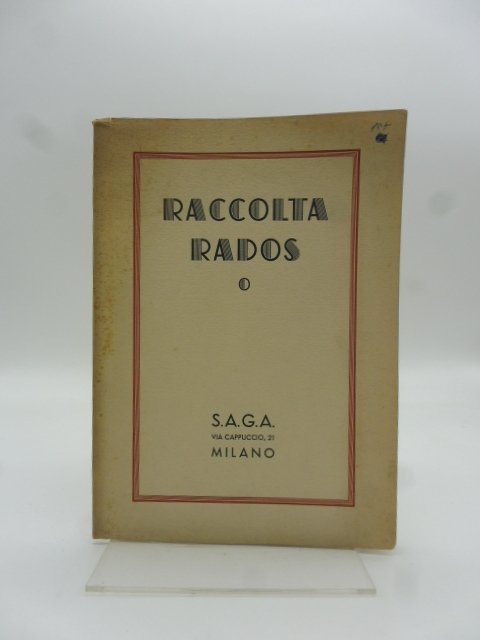 RACCOLTA
RADOS
S.A.G.A.
VIA CAPPUCCIO, 21
MILANO